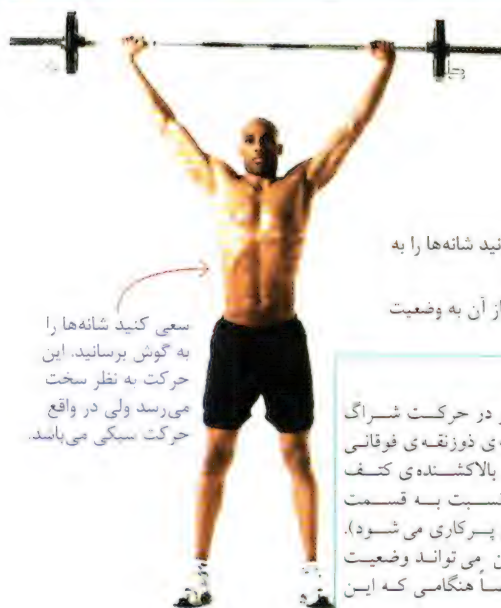 سعی کنید شانه‌ها را
به گوش برسانید. این
حرکت به نظر سخت
می‌رسد ولی در واقع
حرکت سبکی می‌باشد.
نید شانه‌ها را به
از آن به وضعیت
در حرکت شراگ
ی ذوزنقه‌ی فوقانی
بالاکشنده‌ی کتف
نسبت به قسمت
پرکاری می‌شود).
می‌تواند وضعیت
هنگامی که این